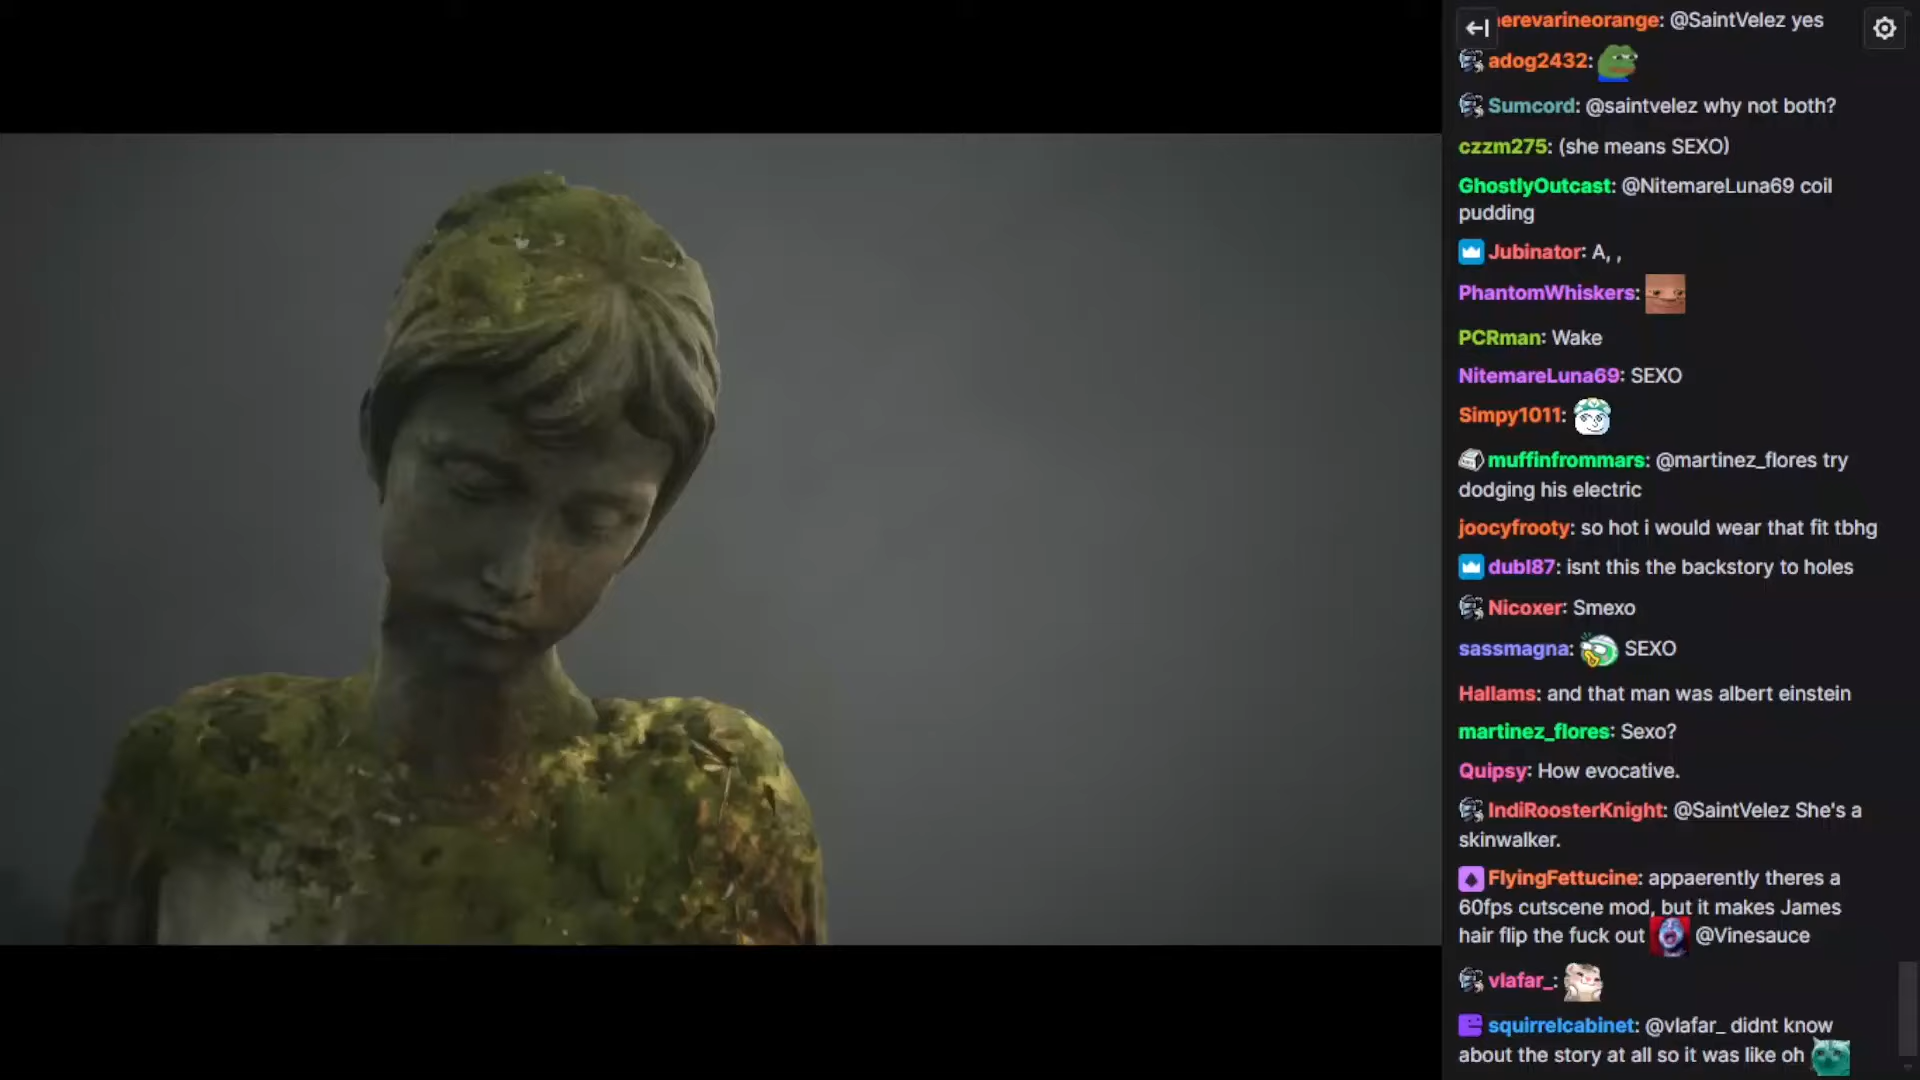 herevarineorange: @SaintVelez yes
adog2432:
Sumcord: @saintvelez why not both?
czzm275: (she means SEXO)
GhostlyOutcast: @NitemareLuna69 coil
pudding
Jubinator: A, ,
PhantomWhiskers:
PCRman: Wake
NitemareLuna69: SEXO
Simpy1011:
muffinfrommars: @martinez_flores try
dodging his electric
joocyfrooty: so hot i would wear that fit tbhg
dubl87: isnt this the backstory to holes
Nicoxer: Smexo
sassmagna: SEXO
Hallams: and that man was albert einstein
martinez_flores: Sexo?
Quipsy: How evocative.
IndiRoosterKnight: @SaintVelez She's a
skinwalker.
FlyingFettucine: appaerently theres a
60fps cutscene mod, but it makes James
hair flip the fuck out @Vinesauce
vlafar_:
squirrelcabinet: @vlafar_ didnt know
about the story at all so it was like oh